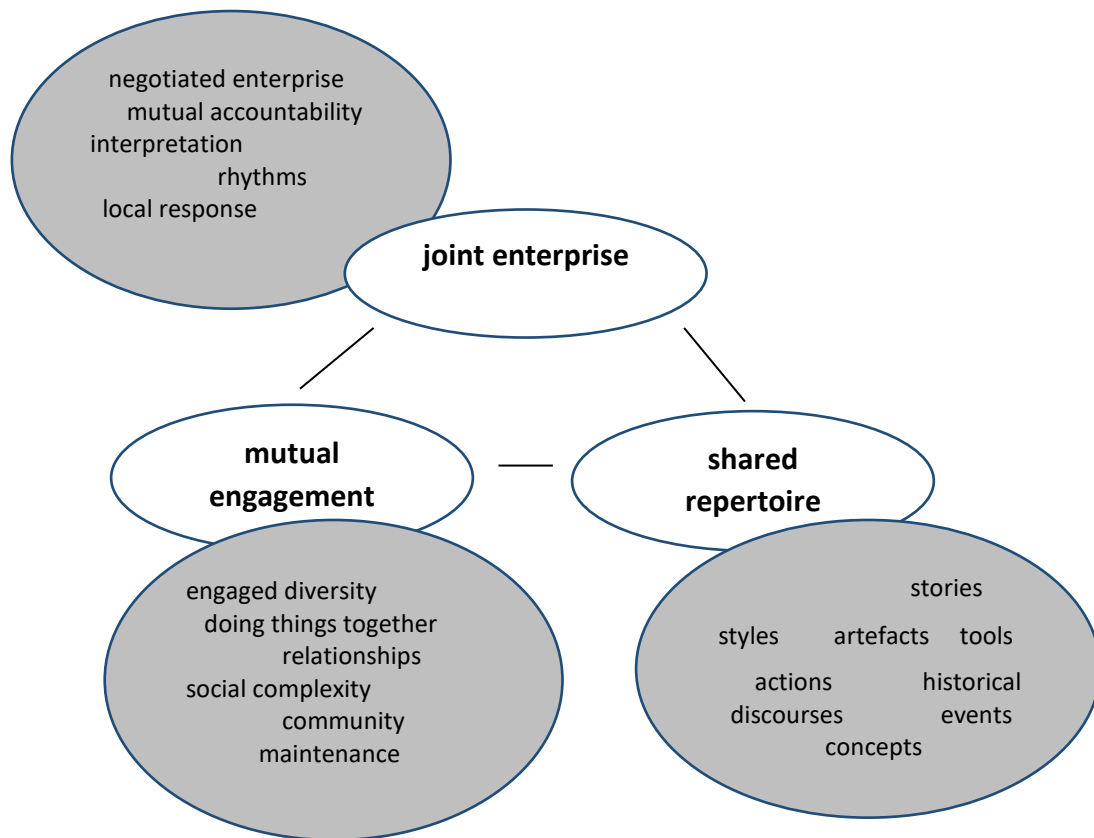 negotiated enterprise
mutual accountability
interpretation
rhythms
local response
joint enterprise
mutual
engagement
shared
repertoire
engaged diversity
doing things together
relationships
social complexity
community
maintenance
stories
styles artefacts tools
actions historical
discourses events
concepts